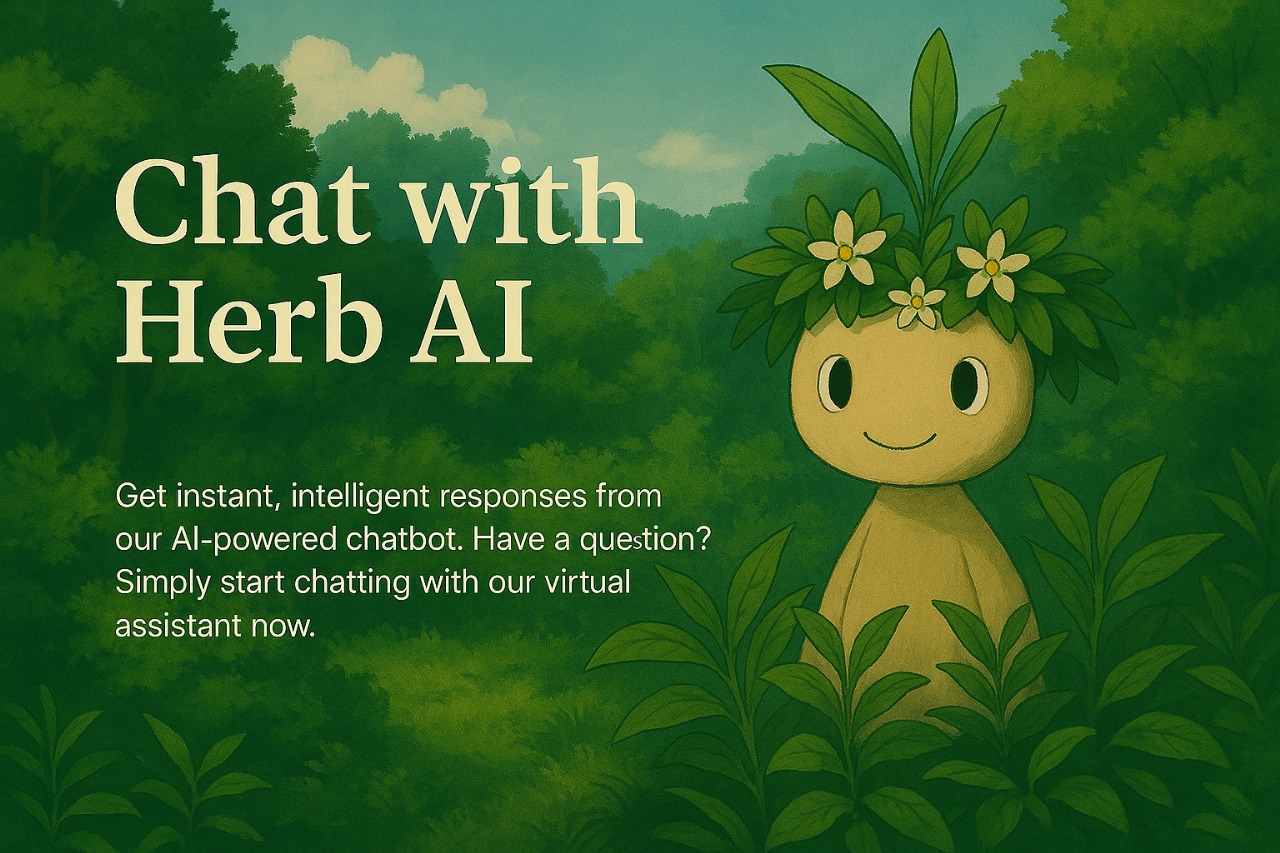 Chat with
Herb AI
Get instant, intelligent responses from
our AI-powered chatbot. Have a question?
Simply start chatting with our virtual
assistant now.